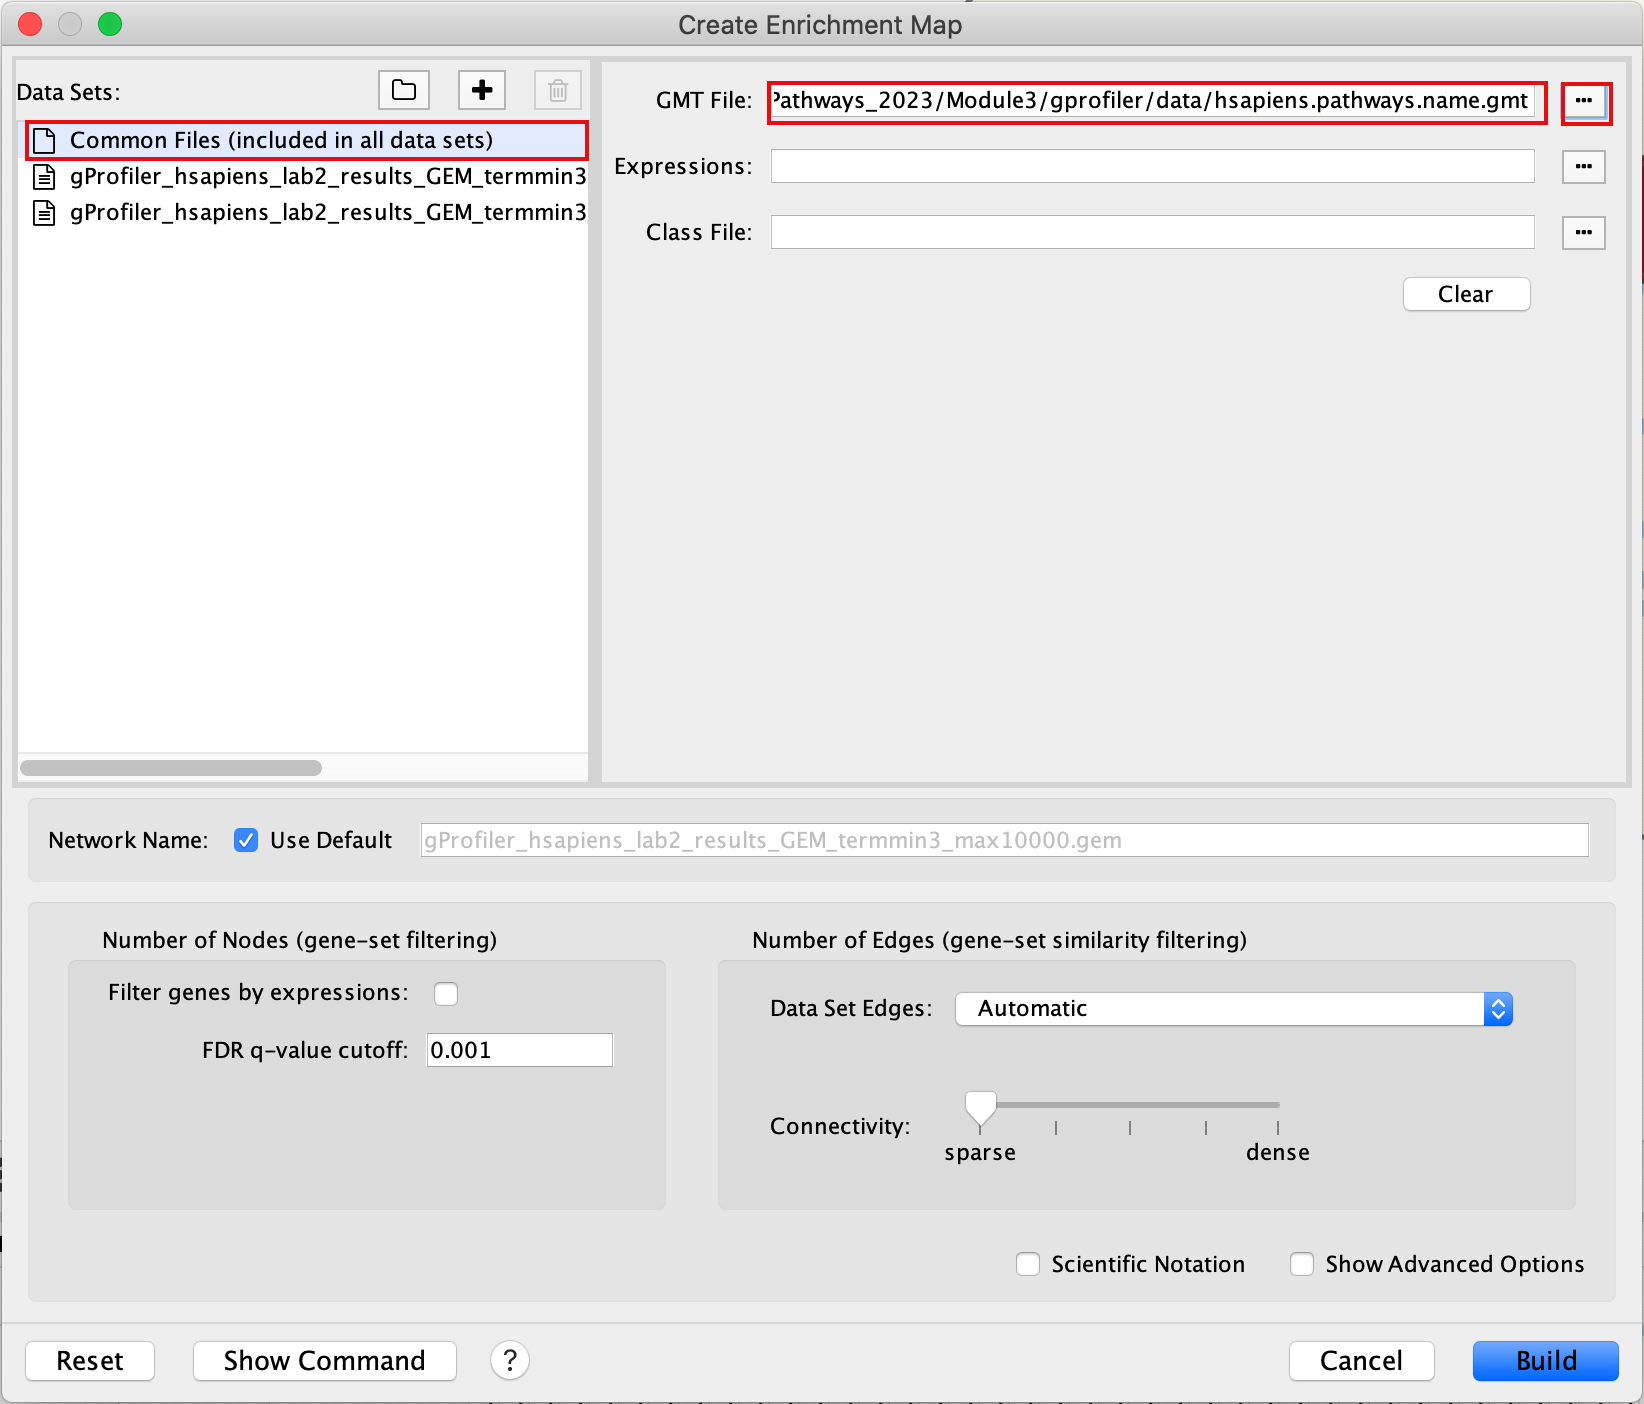 Create Enrichment Map
Data Sets:
Common Files (included in all data sets)
gProfiler_hsapiens_lab2_results_GEM_termmin3
gProfiler_hsapiens_lab2_results_GEM_termmin3
GMT File: Pathways_2023/Module3/gprofiler/data/hsapiens.pathways.name.gmt ...
Expressions: ...
Class File: ...
Clear
Network Name: Use Default gProfiler_hsapiens_lab2_results_GEM_termmin3_max10000.gem
Number of Nodes (gene-set filtering)
Filter genes by expressions:
FDR q-value cutoff: 0.001
Number of Edges (gene-set similarity filtering)
Data Set Edges: Automatic
Connectivity:
sparse dense
Scientific Notation Show Advanced Options
Reset Show Command ? Cancel Build